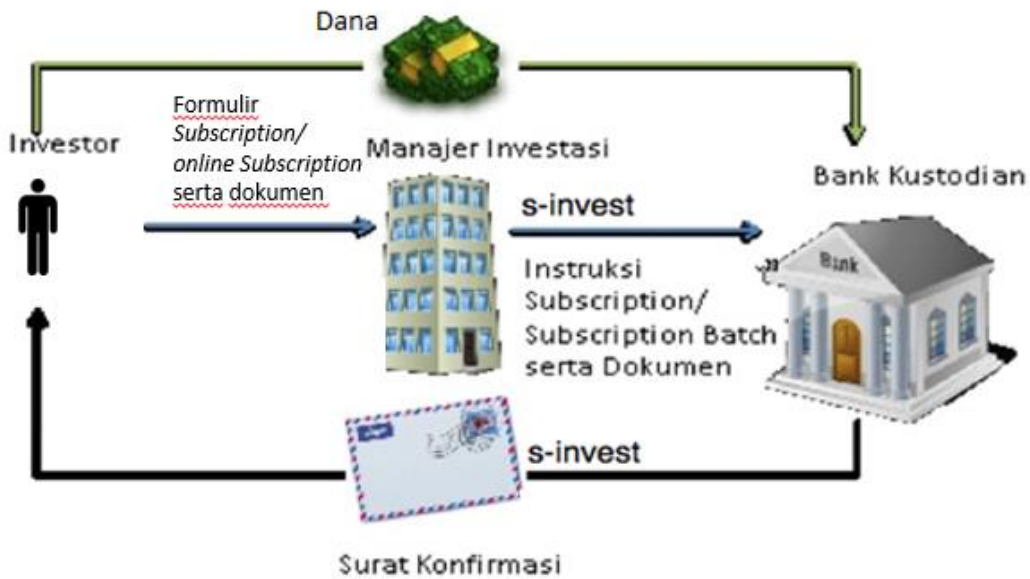 Dana
Investor
Formulir
Subscription/
online Subscription
serta dokumen
Manajer Investasi
Bank Kustodian
s-invest
Instruksi
Subscription/
Subscription Batch
serta Dokumen
Bank
s-invest
Surat Konfirmasi